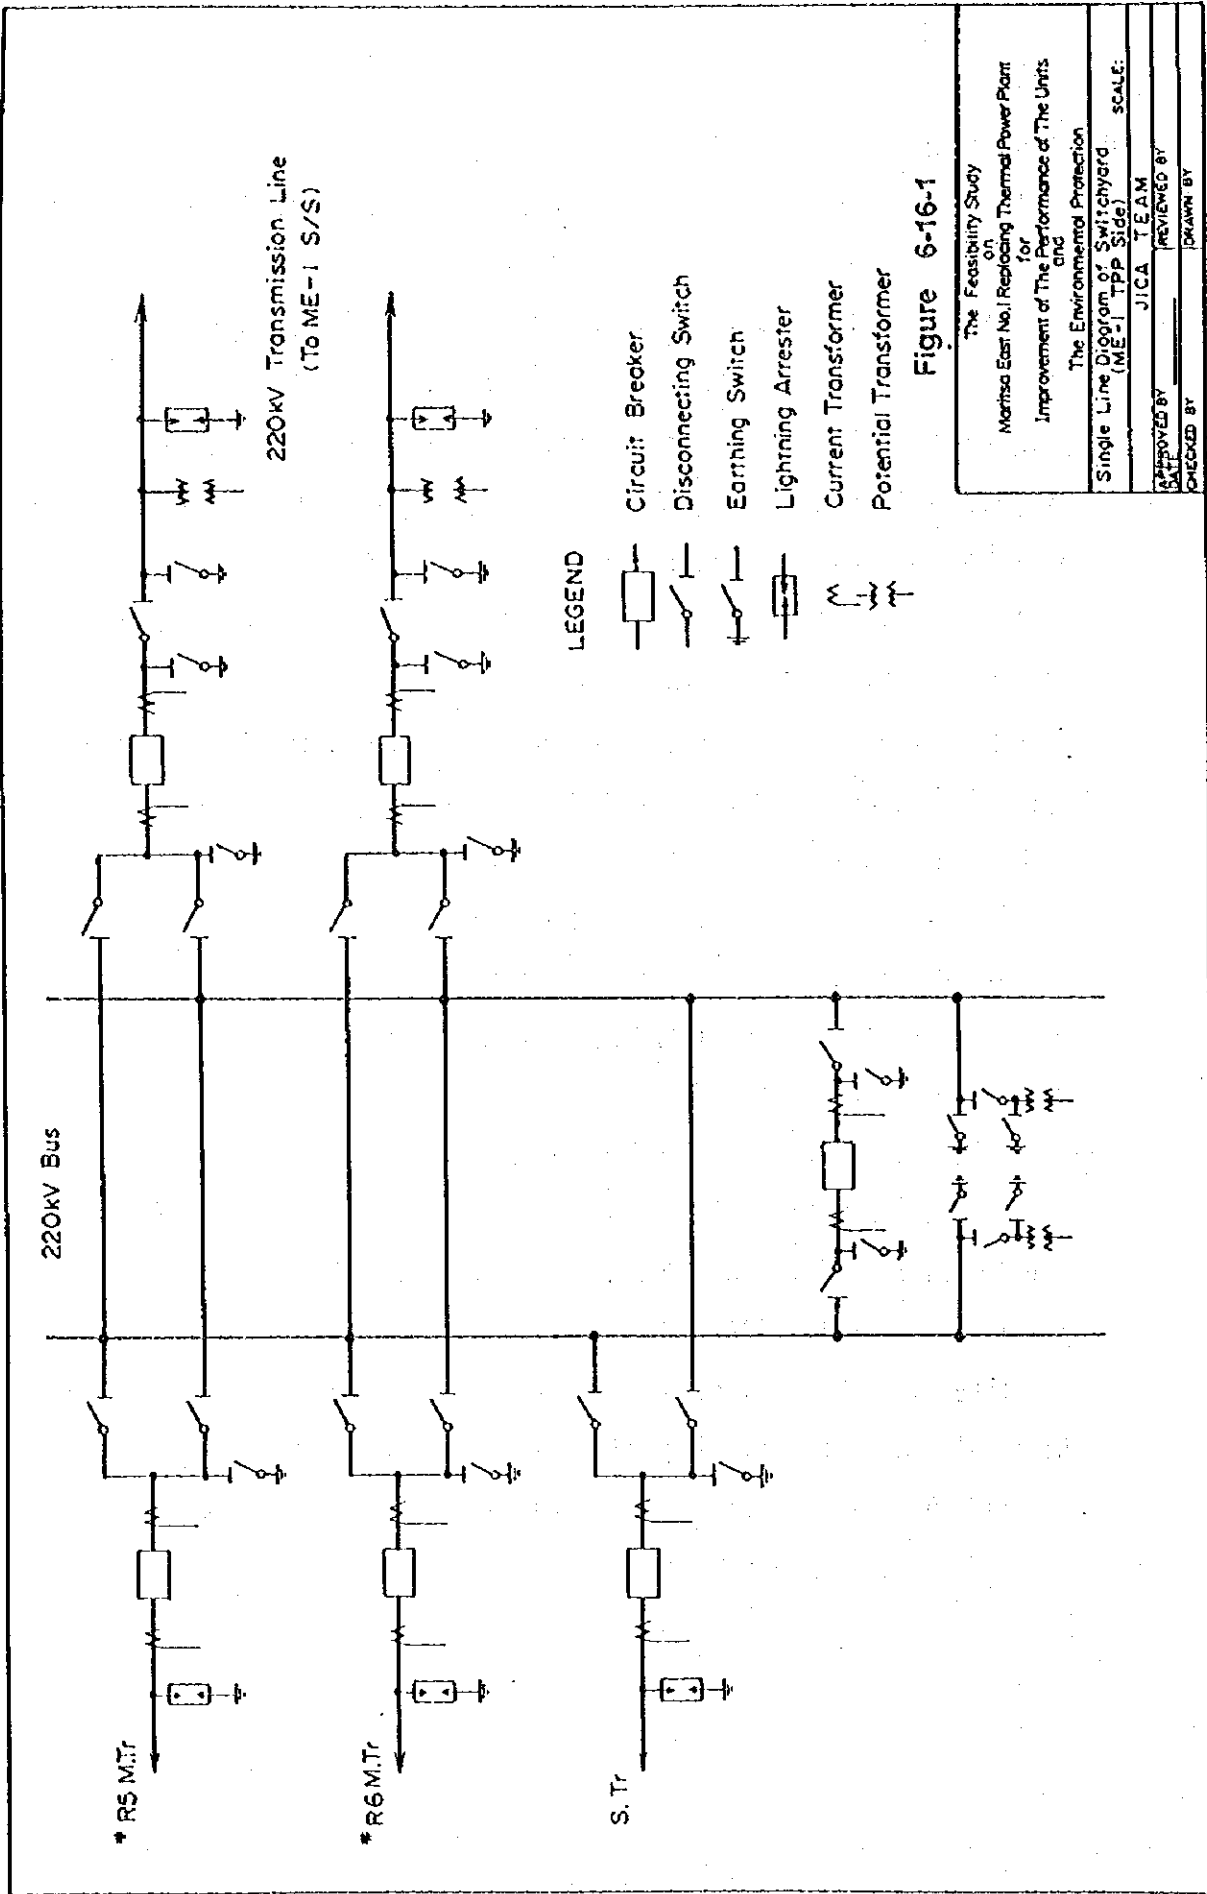 220kV Bus
220kV Transmission Line
(To ME-1 S/S)
# R5 M.Tr
# R6 M.Tr
S. Tr
LEGEND
Circuit Breaker
Disconnecting Switch
Earthing Switch
Lightning Arrester
Current Transformer
Potential Transformer
Figure 6-16-1
The Feasibility Study
on
Maritsa East No.1 Replacing Thermal Power Plant
for
Improvement of The Performance of The Units
and
The Environmental Protection
Single Line Diagram of Switchyard
(ME-1 TPP Side)
SCALE:
JICA TEAM
APPROVED BY
REVIEWED BY
DATE
CHECKED BY
DRAWN BY